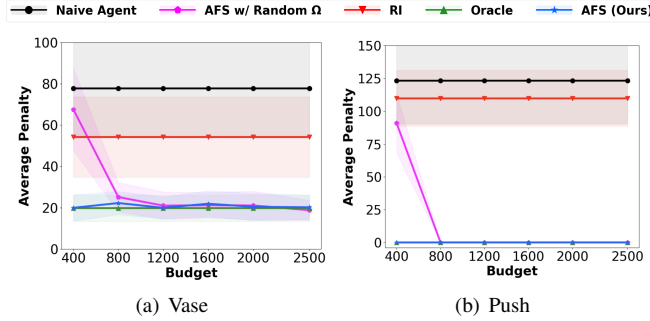 Naive Agent AFS w/ Random Ω RI Oracle AFS (Ours)
100
80
60
40
20
0
Average Penalty
400 800 1200 1600 2000 2500
Budget
(a) Vase
150
125
100
75
50
25
0
Average Penalty
400 800 1200 1600 2000 2500
Budget
(b) Push